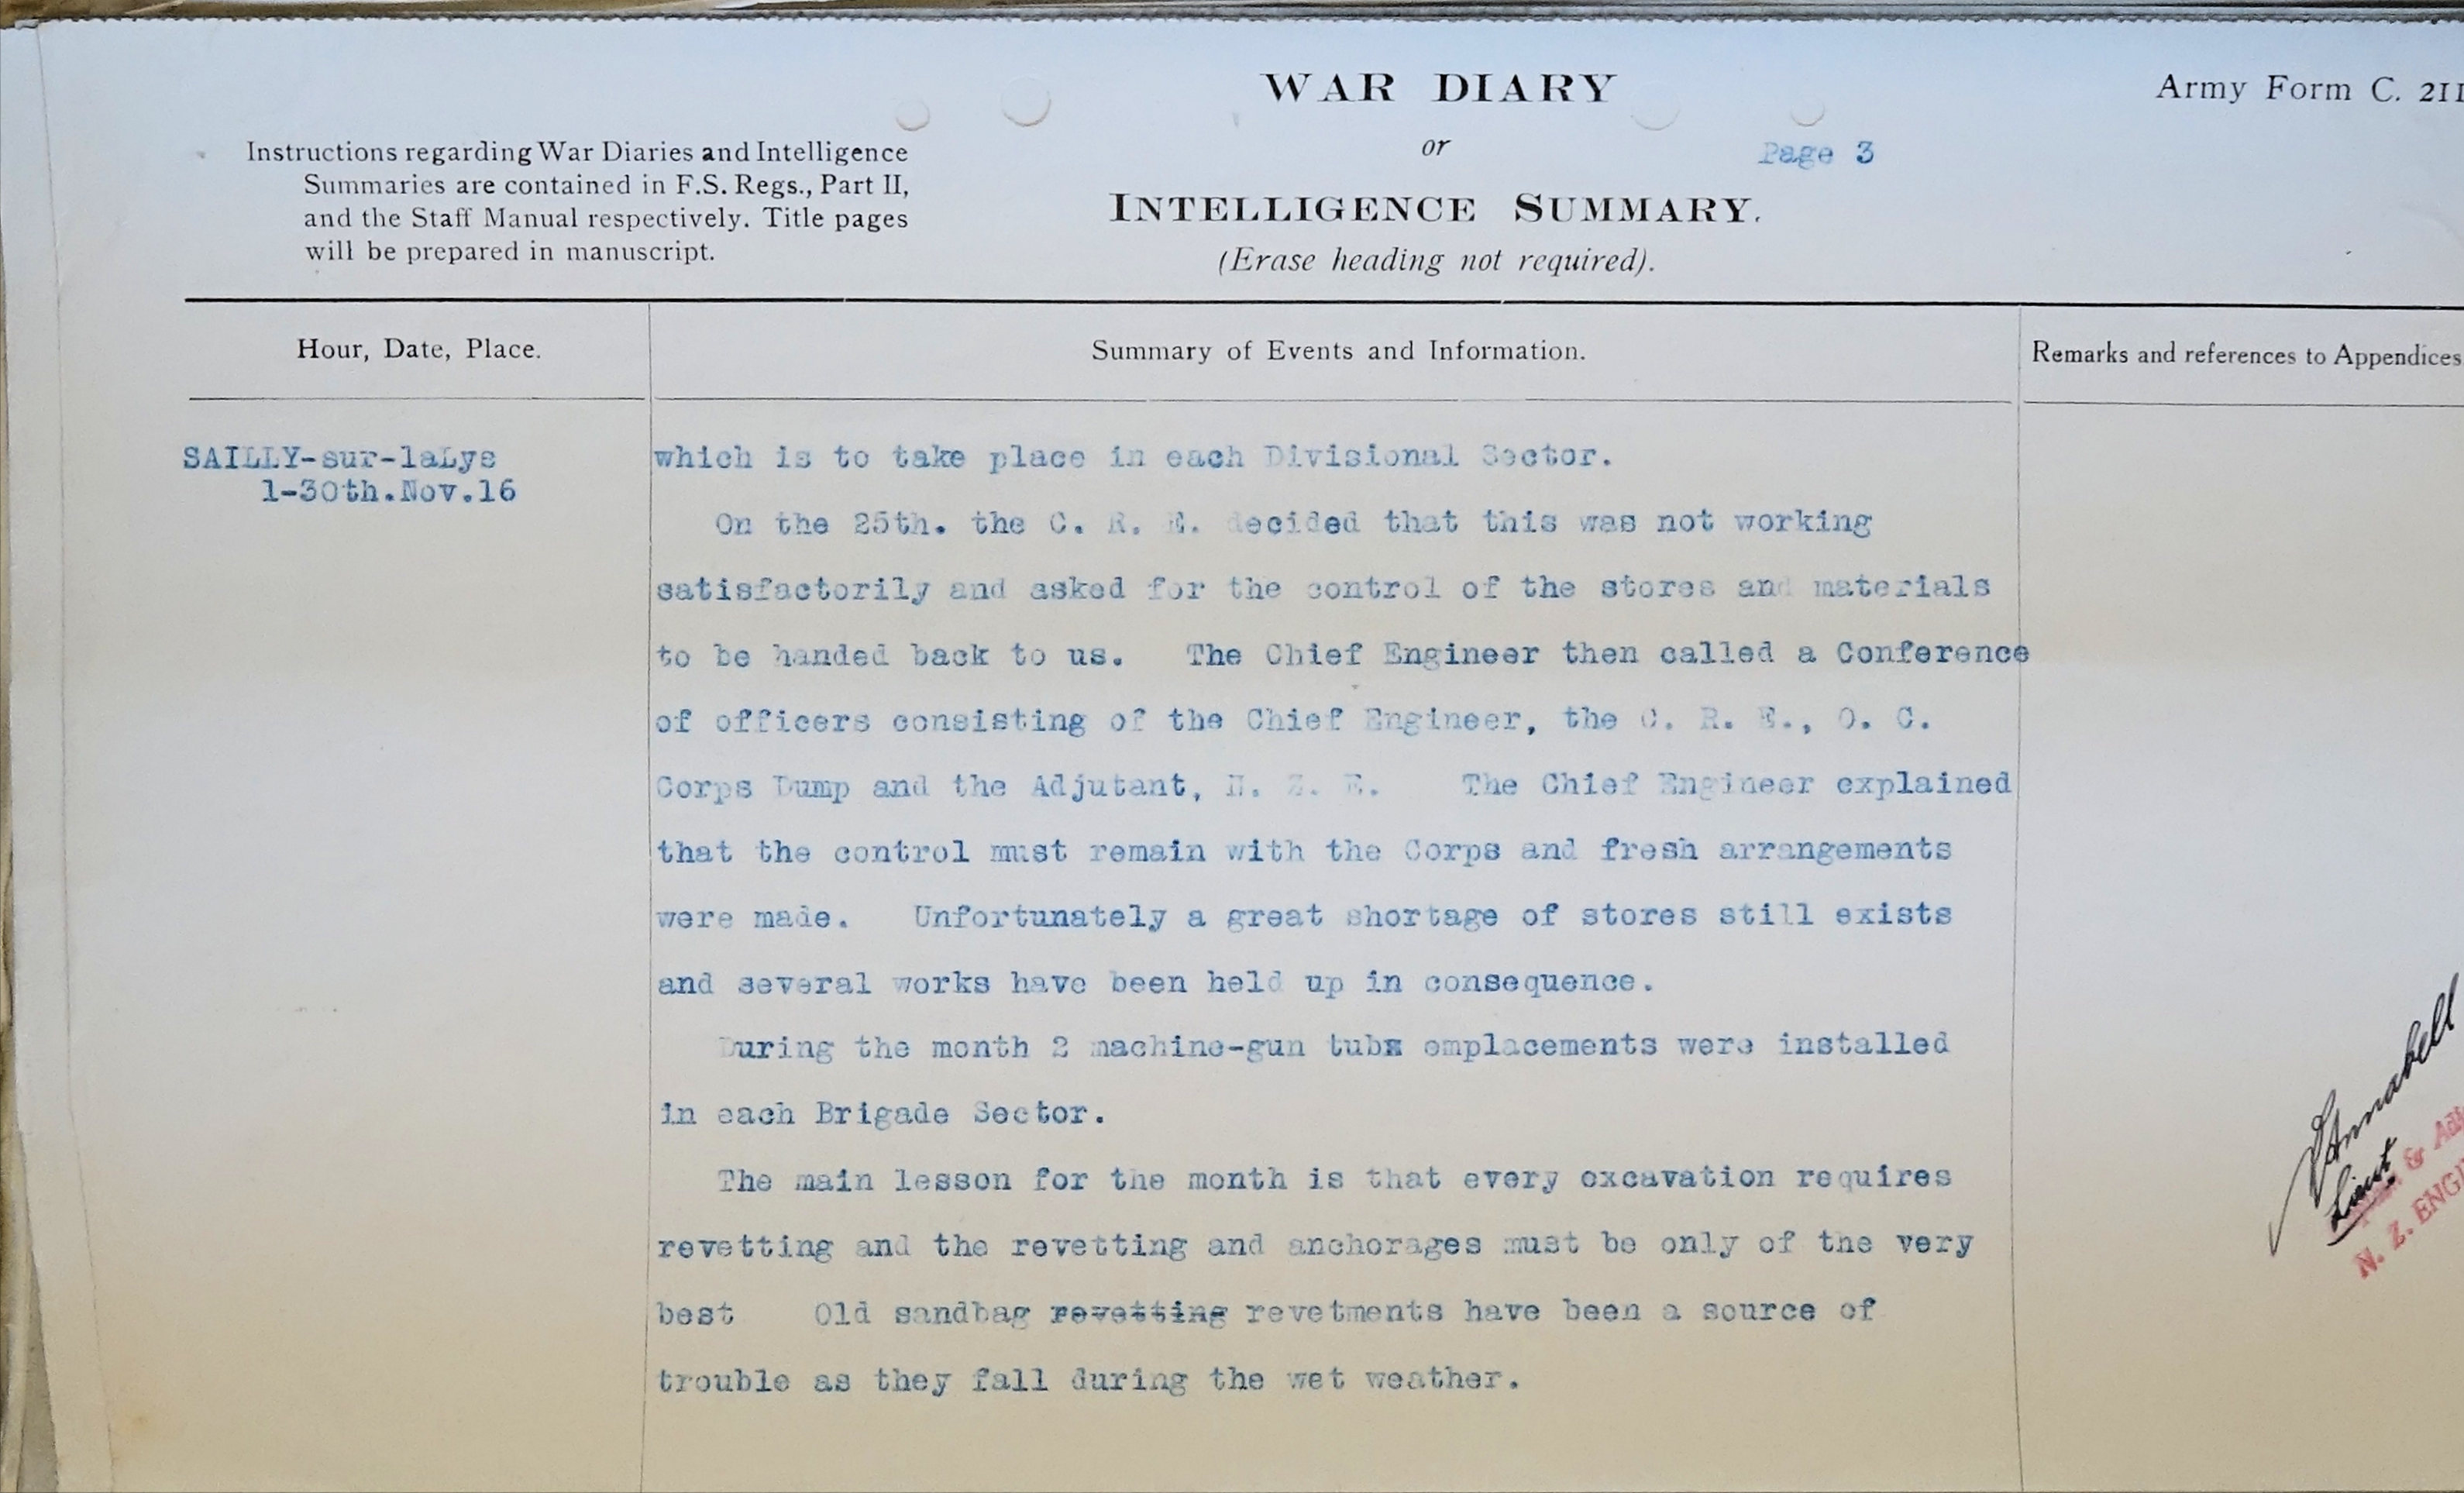 WAR DIARY
or
INTELLIGENCE SUMMARY.
(Erase heading not required).
Page 3
Army Form C. 211
Instructions regarding War Diaries and Intelligence
Summaries are contained in F.S. Regs., Part II,
and the Staff Manual respectively. Title pages
will be prepared in manuscript.
Hour, Date, Place.
Summary of Events and Information.
Remarks and references to Appendices
SAILLY-sur-laLys
1-30th.Nov.16
which is to take place in each Divisional Sector.
On the 25th. the C. R. E. decided that this was not working
satisfactorily and asked for the control of the stores and materials
to be handed back to us. The Chief Engineer then called a Conference
of officers consisting of the Chief Engineer, the C. R. E., O. C.
Corps Dump and the Adjutant, N. Z. E. The Chief Engineer explained
that the control must remain with the Corps and fresh arrangements
were made. Unfortunately a great shortage of stores still exists
and several works have been held up in consequence.
During the month 2 machine-gun tub emplacements were installed
in each Brigade Sector.
The main lesson for the month is that every excavation requires
revetting and the revetting and anchorages must be only of the very
best Old sandbag revetting revetments have been a source of
trouble as they fall during the wet weather.
Annabell
Lieut
& Adj
N. Z. ENGI